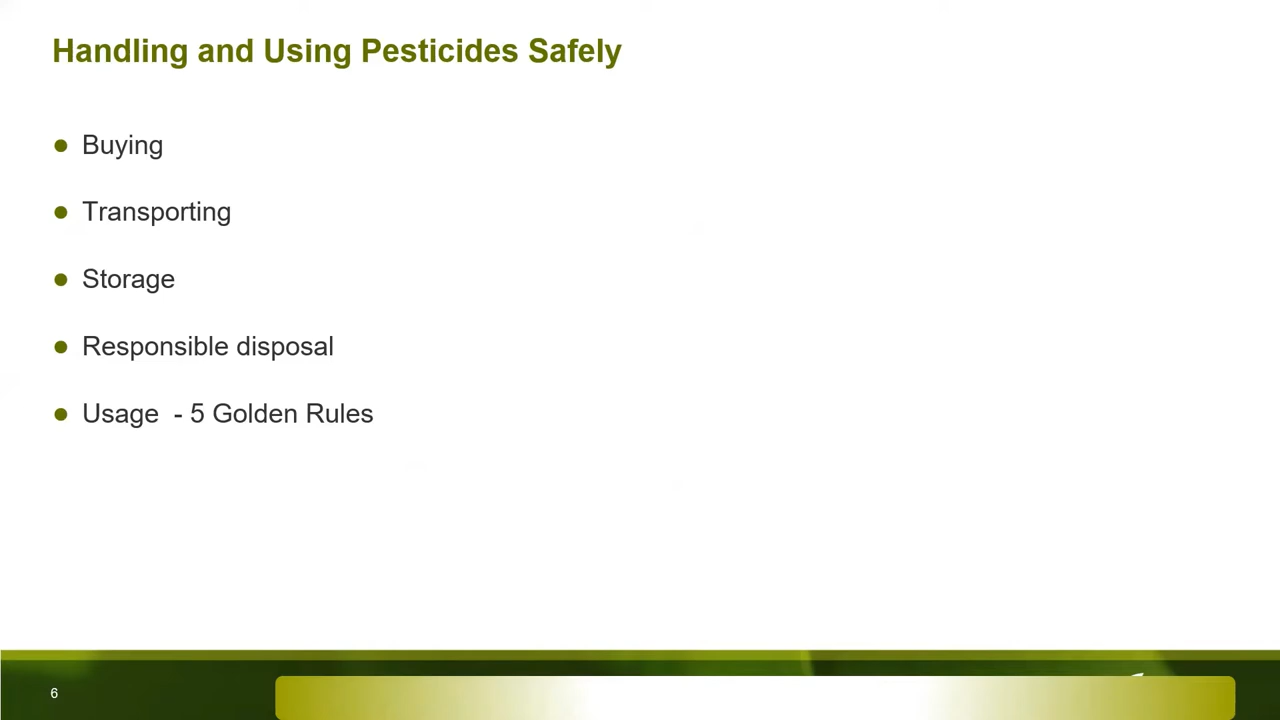 Handling and Using Pesticides Safely
● Buying
● Transporting
● Storage
● Responsible disposal
● Usage  - 5 Golden Rules
6